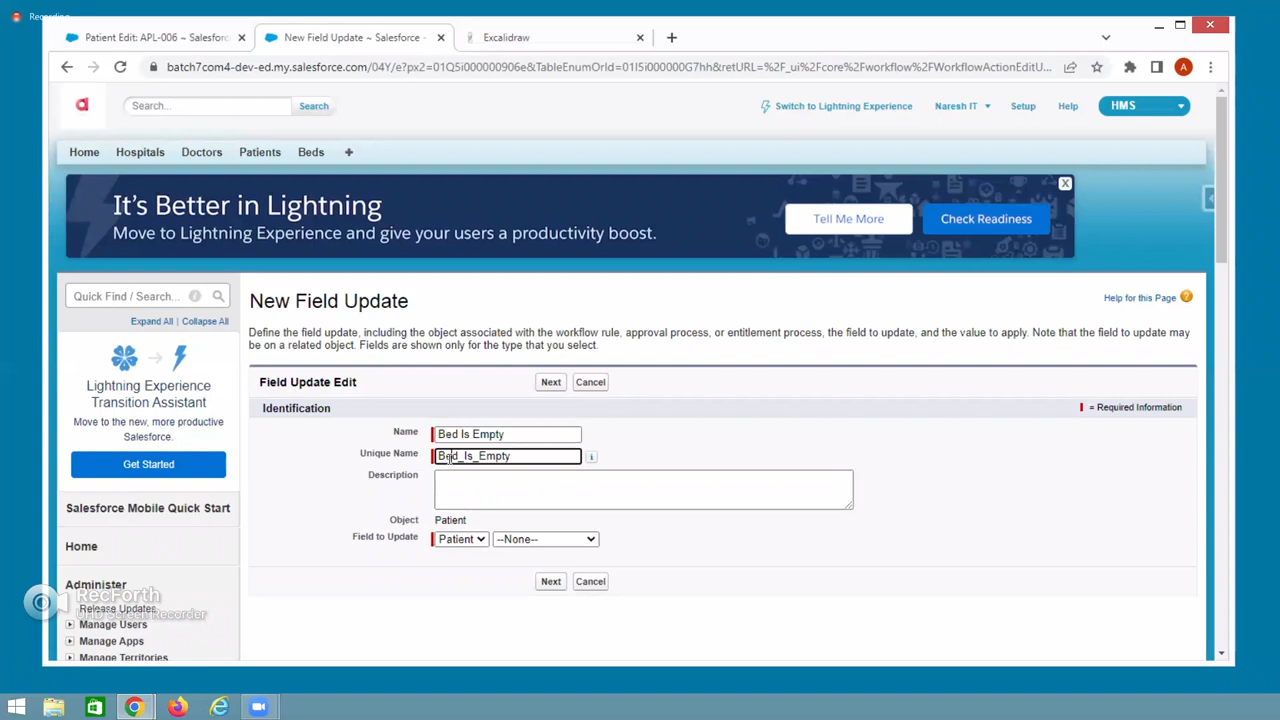 Recording
Patient Edit: APL-006 ~ Salesforc
New Field Update ~ Salesforce -
Excalidraw
batch7com4-dev-ed.my.salesforce.com/04Y/e?px2=01Q5i000000906e&TableEnumOrId=01I5i000000G7hh&retURL=%2F_ui%2Fcore%2Fworkflow%2FWorkflowActionEditU...
A
a
Search...
Search
Switch to Lightning Experience
Naresh IT
Setup
Help
HMS
Home
Hospitals
Doctors
Patients
Beds
+
It's Better in Lightning
Move to Lightning Experience and give your users a productivity boost.
Tell Me More
Check Readiness
X
Quick Find / Search...
Expand All | Collapse All
Lightning Experience
Transition Assistant
Move to the new, more productive
Salesforce.
Get Started
Salesforce Mobile Quick Start
Home
Administer
Release Updates
Manage Users
Manage Apps
Manage Territories
RecForth
UHD Screen Recorder
New Field Update
Help for this Page
Define the field update, including the object associated with the workflow rule, approval process, or entitlement process, the field to update, and the value to apply. Note that the field to update may
be on a related object. Fields are shown only for the type that you select.
Field Update Edit
Next
Cancel
Identification
= Required Information
Name
Bed Is Empty
Unique Name
Bed_Is_Empty
Description
Object
Patient
Field to Update
Patient
--None--
Next
Cancel